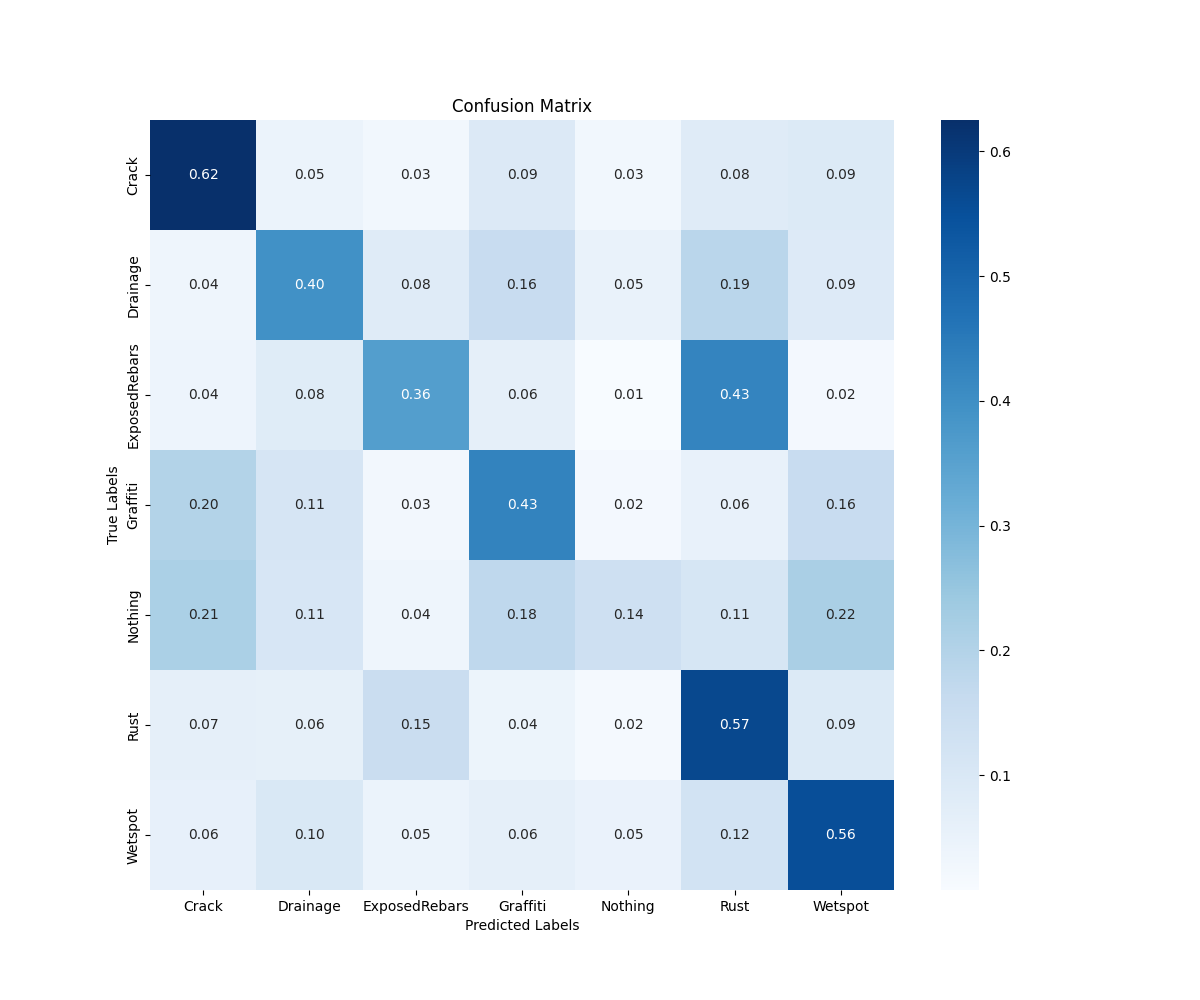 Confusion Matrix
Crack 0.62 0.05 0.03 0.09 0.03 0.08 0.09
Drainage 0.04 0.40 0.08 0.16 0.05 0.19 0.09
ExposedRebars 0.04 0.08 0.36 0.06 0.01 0.43 0.02
Graffiti 0.20 0.11 0.03 0.43 0.02 0.06 0.16
Nothing 0.21 0.11 0.04 0.18 0.14 0.11 0.22
Rust 0.07 0.06 0.15 0.04 0.02 0.57 0.09
Wetspot 0.06 0.10 0.05 0.06 0.05 0.12 0.56
True Labels
Crack Drainage ExposedRebars Graffiti Nothing Rust Wetspot
Predicted Labels
0.6
0.5
0.4
0.3
0.2
0.1